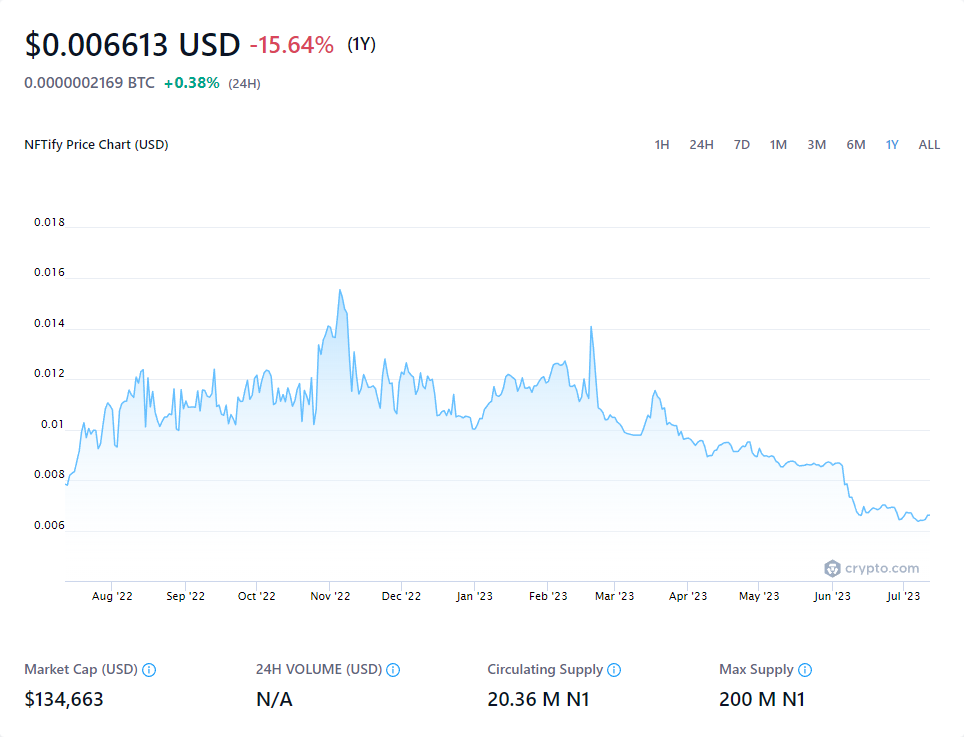 $0.006613 USD -15.64% (1Y)
0.0000002169 BTC +0.38% (24H)
NFTify Price Chart (USD) 1H 24H 7D 1M 3M 6M 1Y ALL
0.018
0.016
0.014
0.012
0.01
0.008
0.006
crypto.com
Aug '22 Sep '22 Oct '22 Nov '22 Dec '22 Jan '23 Feb '23 Mar '23 Apr '23 May '23 Jun '23 Jul '23
Market Cap (USD) 24H VOLUME (USD) Circulating Supply Max Supply
$134,663 N/A 20.36 M N1 200 M N1